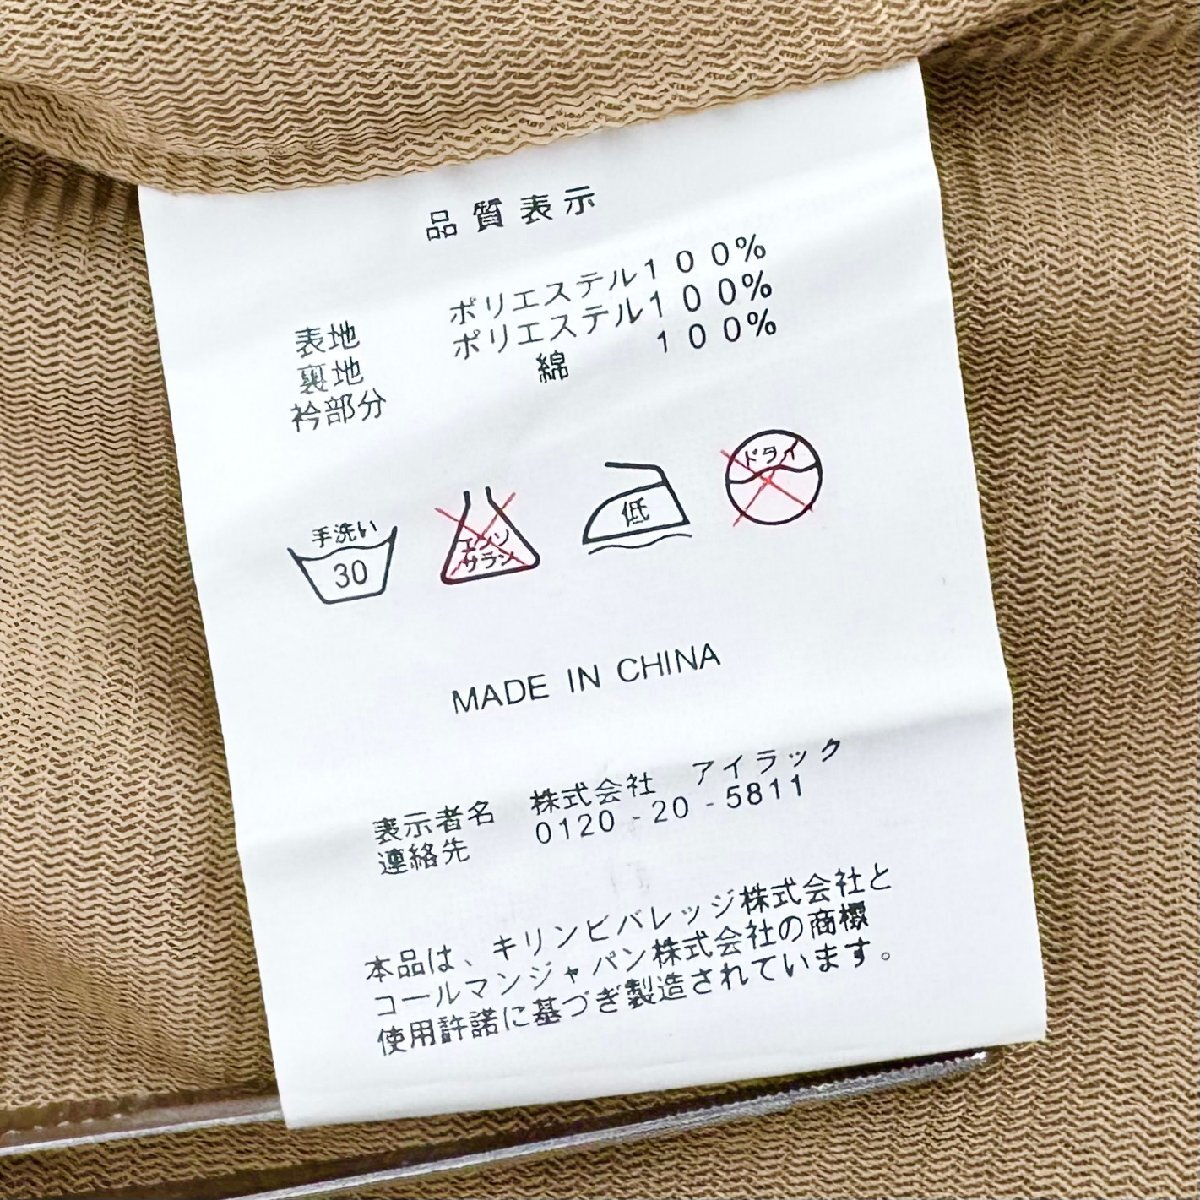 品質表示
表地 ポリエステル100%
裏地 ポリエステル100%
衿部分 綿 100%
手洗い 30
エンソ サラシ
低
ドライ
MADE IN CHINA
表示者名 株式会社 アイラック
連絡先 0120-20-5811
本品は、キリンビバレッジ株式会社と
コールマンジャパン株式会社の商標
使用許諾に基づき製造されています。